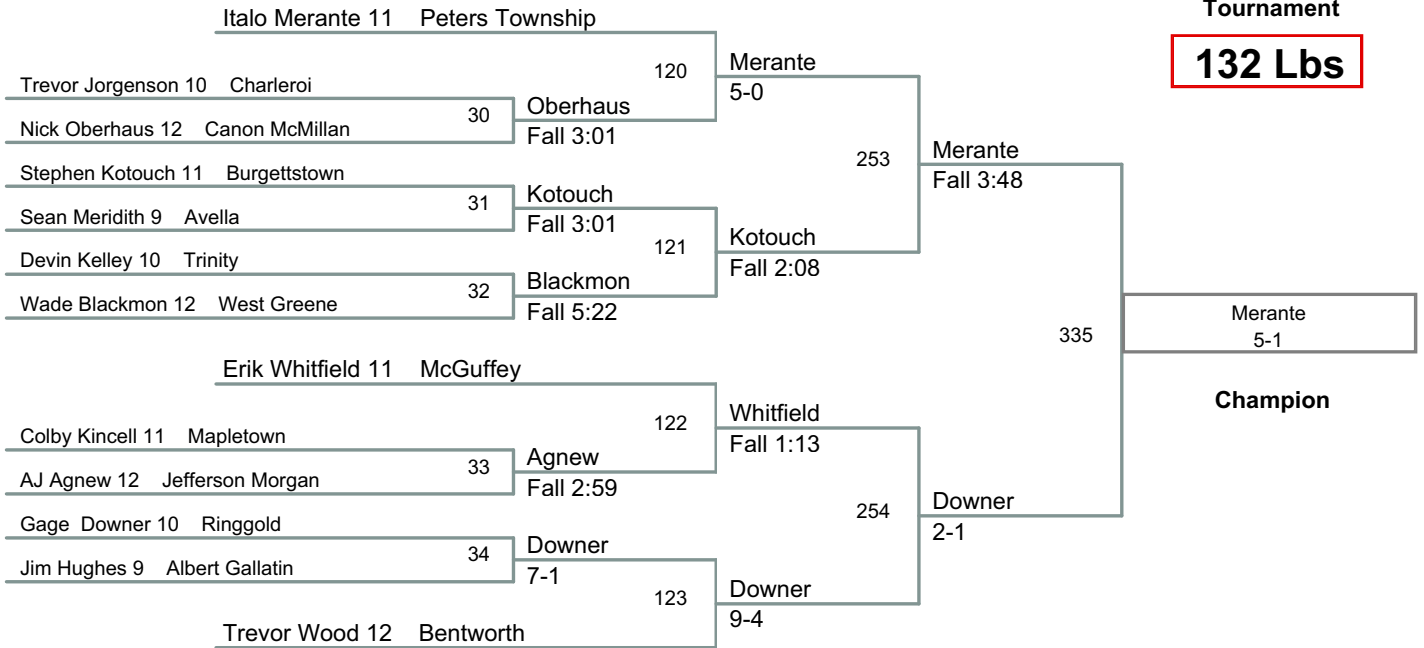 Tournament
132 Lbs
Italo Merante 11 Peters Township
120
Merante
5-0
Trevor Jorgenson 10 Charleroi
30
Oberhaus
Fall 3:01
Nick Oberhaus 12 Canon McMillan
253
Merante
Fall 3:48
Stephen Kotouch 11 Burgettstown
31
Kotouch
Fall 3:01
Sean Meridith 9 Avella
121
Kotouch
Fall 2:08
Devin Kelley 10 Trinity
32
Blackmon
Fall 5:22
Wade Blackmon 12 West Greene
335
Merante
5-1
Champion
Erik Whitfield 11 McGuffey
122
Whitfield
Fall 1:13
Colby Kincell 11 Mapletown
33
Agnew
Fall 2:59
AJ Agnew 12 Jefferson Morgan
254
Downer
2-1
Gage Downer 10 Ringgold
34
Downer
7-1
Jim Hughes 9 Albert Gallatin
123
Downer
9-4
Trevor Wood 12 Bentworth